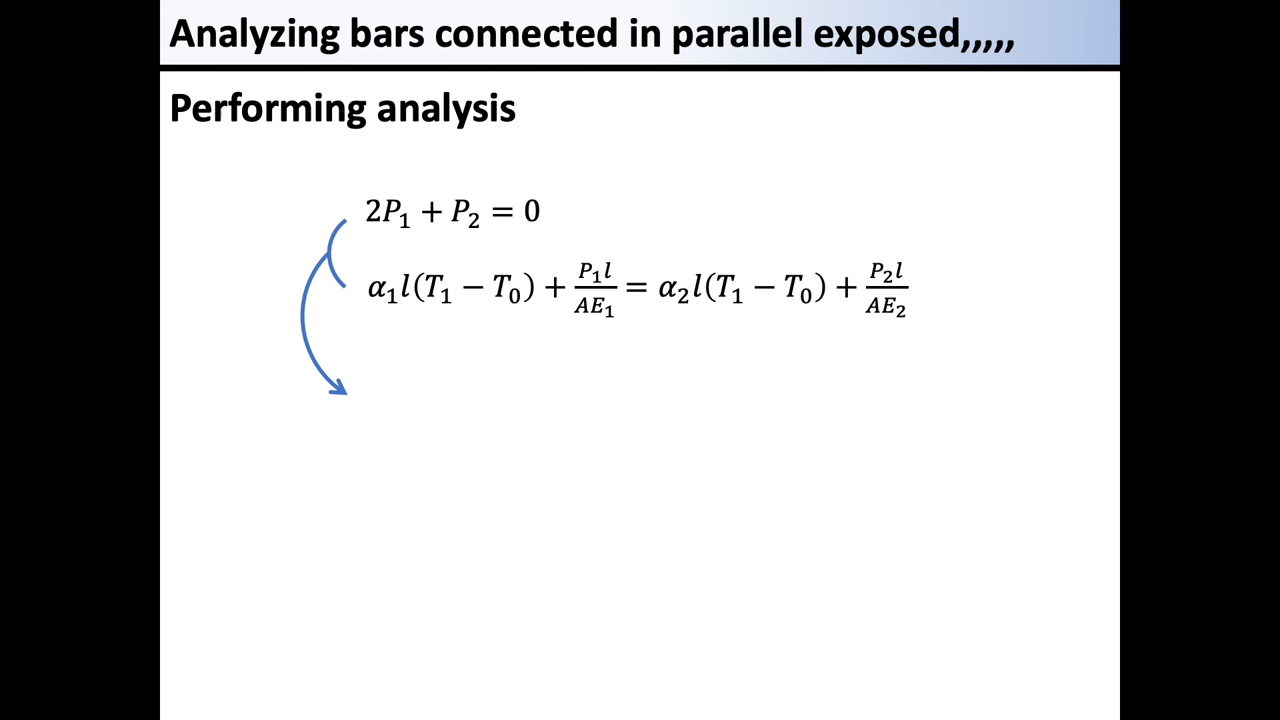 Analyzing bars connected in parallel exposed,,,,,
Performing analysis
2P₁ + P₂ = 0
α₁l(T₁ − T₀) + P₁l/AE₁ = α₂l(T₁ − T₀) + P₂l/AE₂